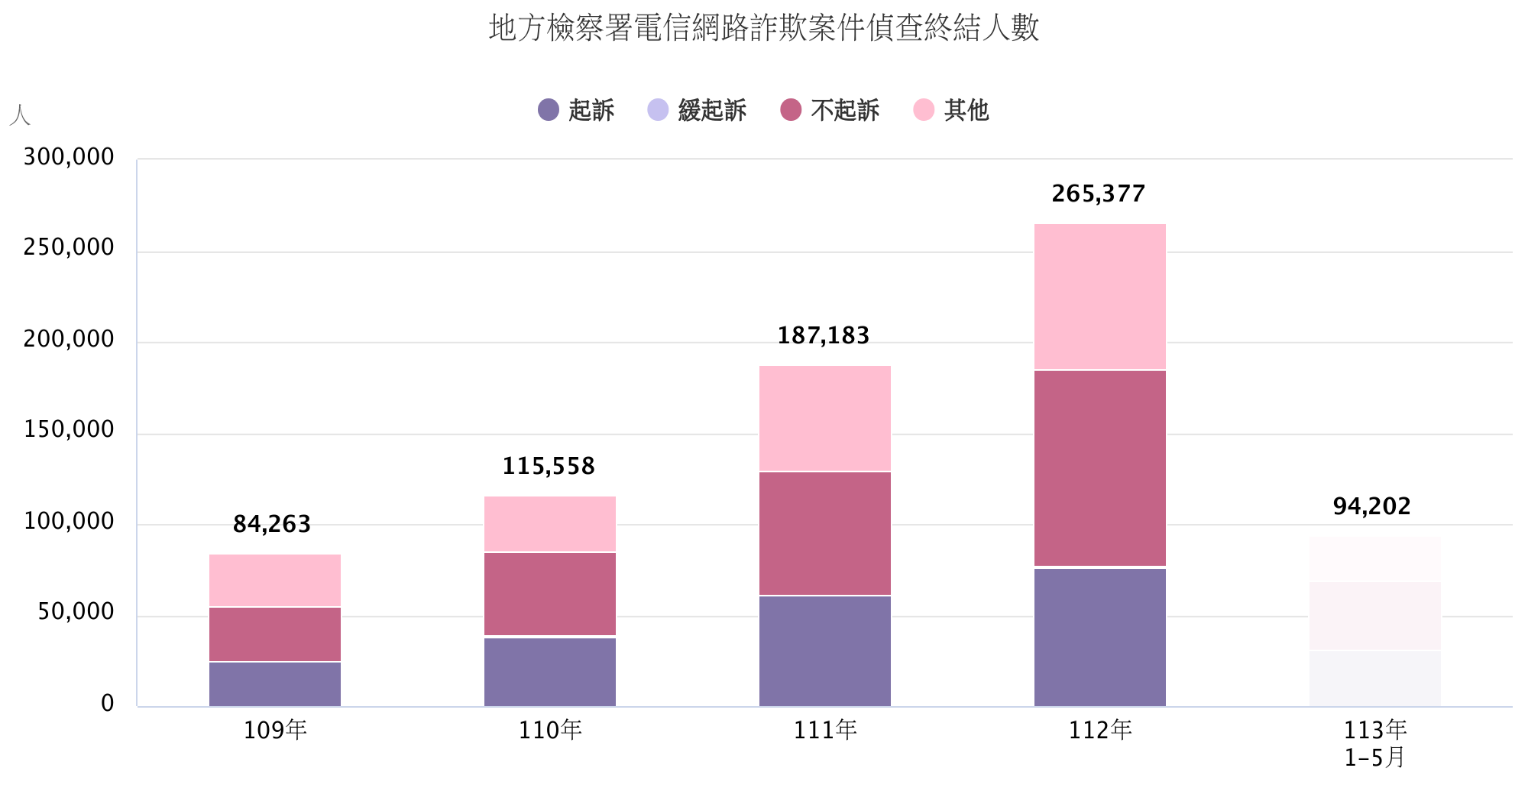 地方檢察署電信網路詐欺案件偵查終結人數
起訴 緩起訴 不起訴 其他
人
300,000
250,000
200,000
150,000
100,000
50,000
0
84,263
115,558
187,183
265,377
94,202
109年
110年
111年
112年
113年
1-5月